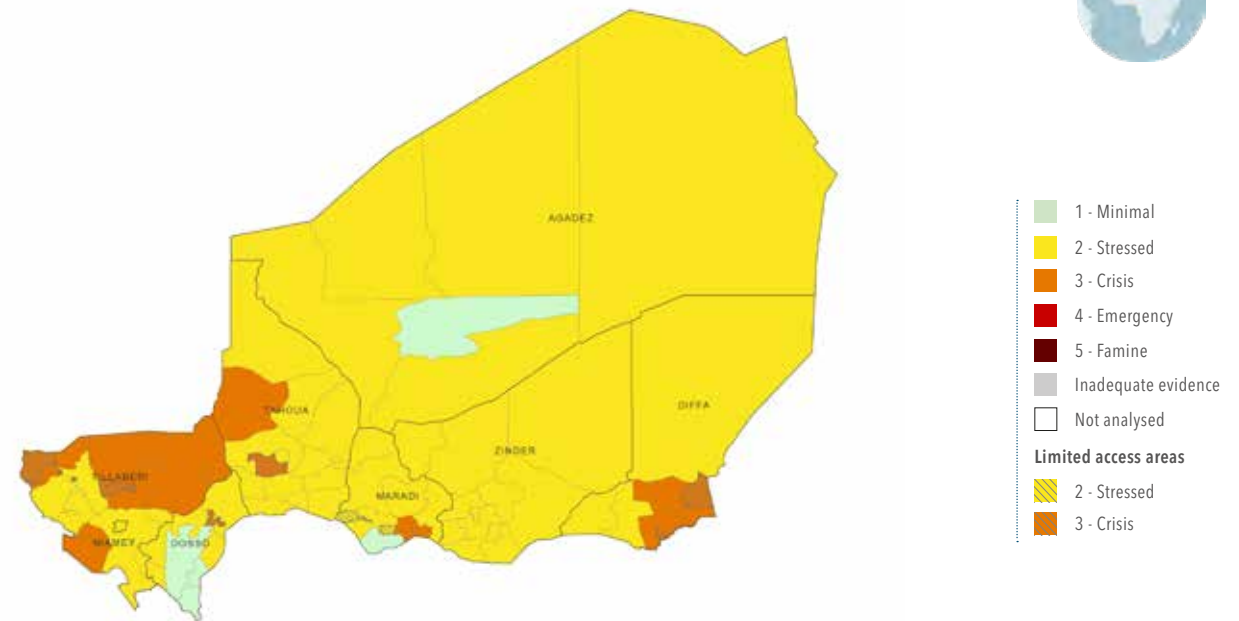 AGADEZ
TAHOUA
DIFFA
ZINDER
TILLABERI
MARADI
NIAMEY
DOSSO
1 - Minimal
2 - Stressed
3 - Crisis
4 - Emergency
5 - Famine
Inadequate evidence
Not analysed
Limited access areas
2 - Stressed
3 - Crisis